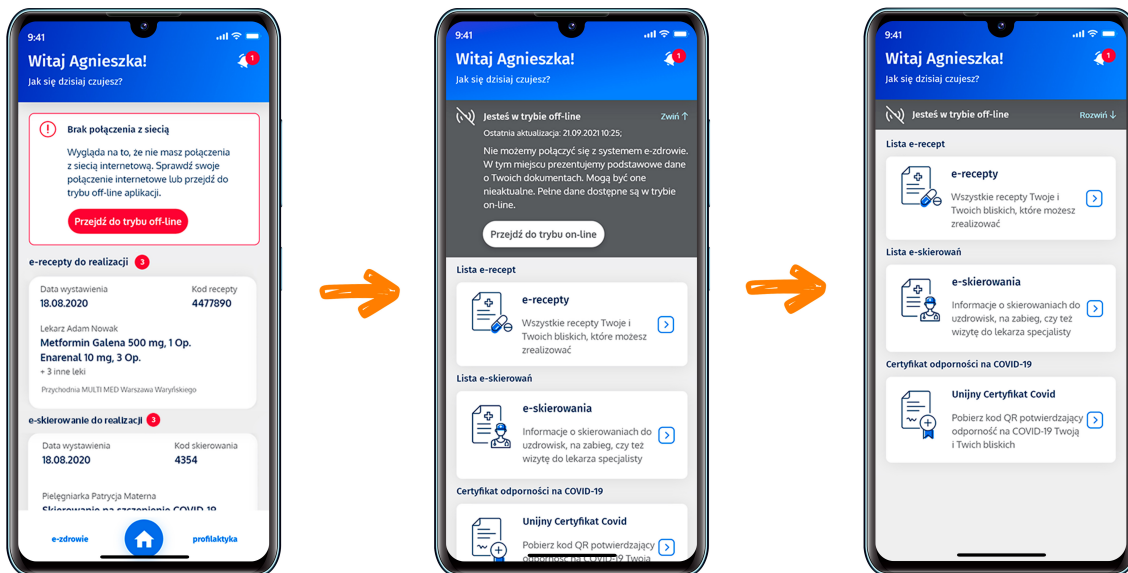 9:41
Witaj Agnieszka!
1
Jak się dzisiaj czujesz?
Brak połączenia z siecią
Wygląda na to, że nie masz połączenia
z siecią internetową. Sprawdź swoje
połączenie internetowe lub przejdź do
trybu off-line aplikacji.
Przejdź do trybu off-line
e-recepty do realizacji 3
Data wystawienia Kod recepty
18.08.2020 4477890
Lekarz Adam Nowak
Metformin Galena 500 mg, 1 Op.
Enarenal 10 mg, 3 Op.
+ 3 inne leki
Przychodnia MULTI MED Warszawa Waryńskiego
e-skierowanie do realizacji 3
Data wystawienia Kod skierowania
18.08.2020 4354
Pielęgniarka Patrycja Materna
Skierowanie na szczepienie COVID-19
e-zdrowie profilaktyka
9:41
Witaj Agnieszka!
1
Jak się dzisiaj czujesz?
Jesteś w trybie off-line Zwiń ↑
Ostatnia aktualizacja: 21.09.2021 10:25;
Nie możemy połączyć się z systemem e-zdrowie.
W tym miejscu prezentujemy podstawowe dane
o Twoich dokumentach. Mogą być one
nieaktualne. Pełne dane dostępne są w trybie
on-line.
Przejdź do trybu on-line
Lista e-recept
e-recepty
Wszystkie recepty Twoje i
Twoich bliskich, które możesz
zrealizować
Lista e-skierowań
e-skierowania
Informacje o skierowaniach do
uzdrowisk, na zabieg, czy też
wizytę do lekarza specjalisty
Certyfikat odporności na COVID-19
Unijny Certyfikat Covid
Pobierz kod QR potwierdzający
odporność na COVID-19 Twoją
9:41
Witaj Agnieszka!
1
Jak się dzisiaj czujesz?
Jesteś w trybie off-line Rozwiń ↓
Lista e-recept
e-recepty
Wszystkie recepty Twoje i
Twoich bliskich, które możesz
zrealizować
Lista e-skierowań
e-skierowania
Informacje o skierowaniach do
uzdrowisk, na zabieg, czy też
wizytę do lekarza specjalisty
Certyfikat odporności na COVID-19
Unijny Certyfikat Covid
Pobierz kod QR potwierdzający
odporność na COVID-19 Twoją
i Twich bliskich